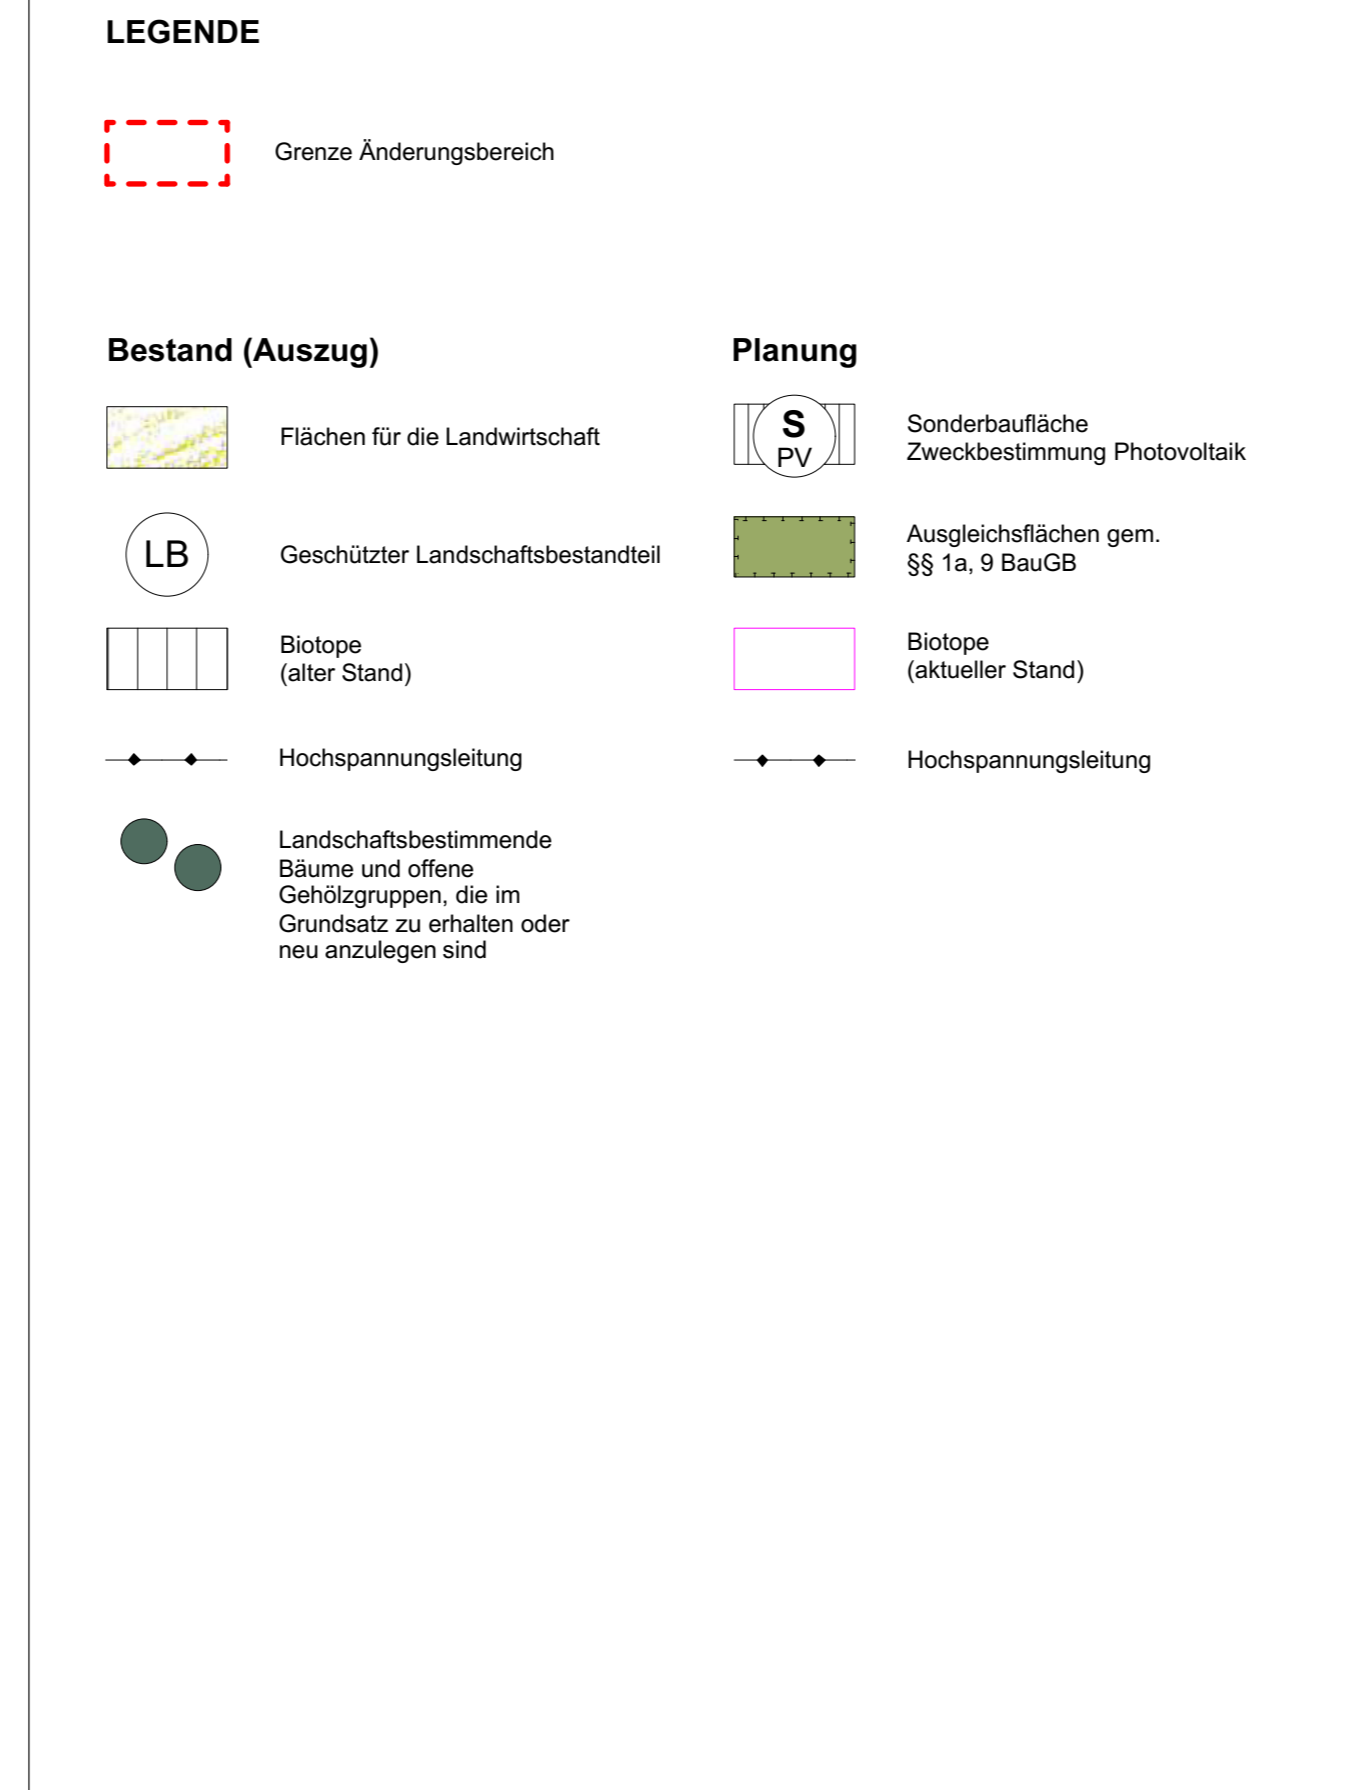 LEGENDE
Grenze Änderungsbereich
Bestand (Auszug)
Flächen für die Landwirtschaft
LB
Geschützter Landschaftsbestandteil
Biotope
(alter Stand)
Hochspannungsleitung
Landschaftsbestimmende
Bäume und offene
Gehölzgruppen, die im
Grundsatz zu erhalten oder
neu anzulegen sind
Planung
S
PV
Sonderbaufläche
Zweckbestimmung Photovoltaik
Ausgleichsflächen gem.
§§ 1a, 9 BauGB
Biotope
(aktueller Stand)
Hochspannungsleitung